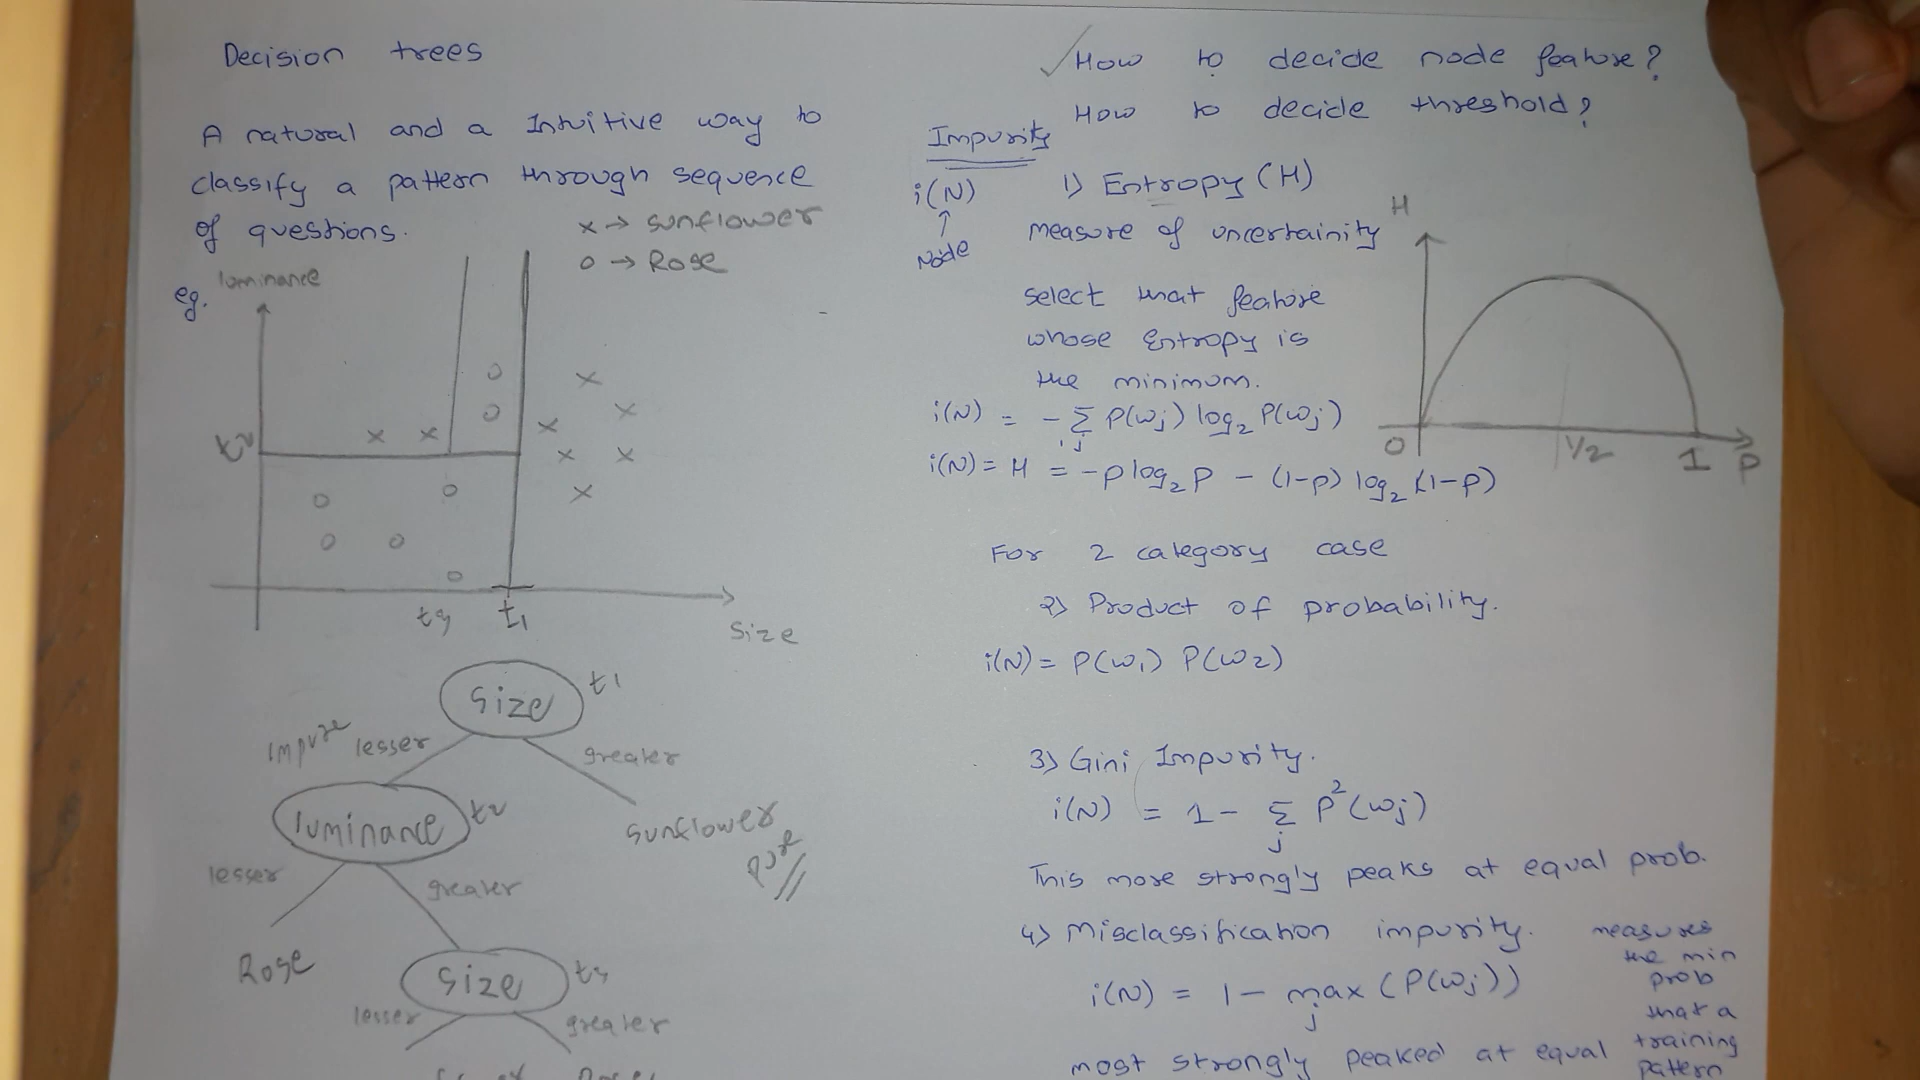 Decision trees
A natural and a Intuitive way to
classify a pattern through sequence
of questions.
x → sunflower
o → Rose
eg.
luminance
t2
t3
t1
Size
Size t1
Impure lesser
greater
luminance t2
sunflower
pure
lesser
greater
Rose
Size t3
lesser
greater
✓ How to decide node feature?
How to decide threshold?
Impurity
i(N)
↑
Node
1) Entropy (H)
measure of uncertainity
select that feature
whose Entropy is
the minimum.
H
0
1/2
1
P
i(N) = - Σ P(ωj) log2 P(ωj)
j
i(N) = H = -p log2 P - (1-p) log2 (1-p)
For 2 category case
2) Product of probability.
i(N) = P(ω1) P(ω2)
3) Gini Impurity.
i(N) = 1 - Σ P²(ωj)
j
This more strongly peaks at equal prob.
4) Misclassification impurity.
i(N) = 1 - max (P(ωj))
j
most strongly peaked at equal
measures
the min
prob
that a
training
pattern